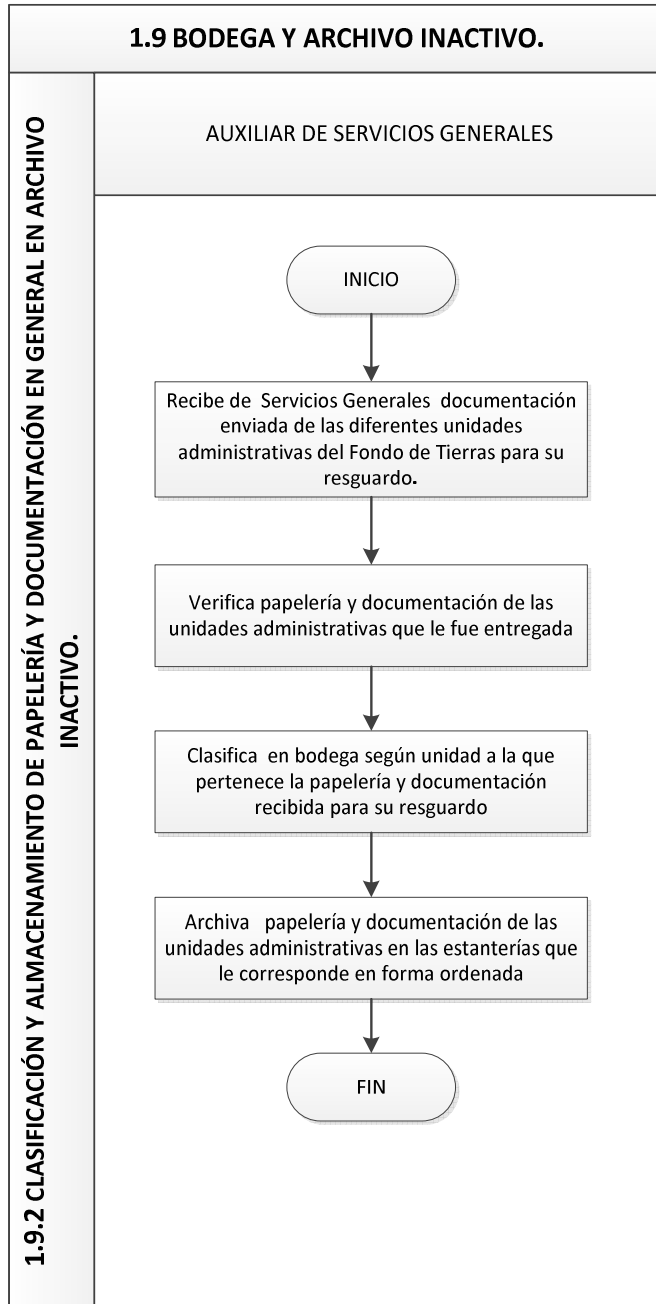 1.9 BODEGA Y ARCHIVO INACTIVO.
1.9.2 CLASIFICACIÓN Y ALMACENAMIENTO DE PAPELERÍA Y DOCUMENTACIÓN EN GENERAL EN ARCHIVO
INACTIVO.
AUXILIAR DE SERVICIOS GENERALES
INICIO
Recibe de Servicios Generales documentación
enviada de las diferentes unidades
administrativas del Fondo de Tierras para su
resguardo.
Verifica papelería y documentación de las
unidades administrativas que le fue entregada
Clasifica en bodega según unidad a la que
pertenece la papelería y documentación
recibida para su resguardo
Archiva papelería y documentación de las
unidades administrativas en las estanterías que
le corresponde en forma ordenada
FIN